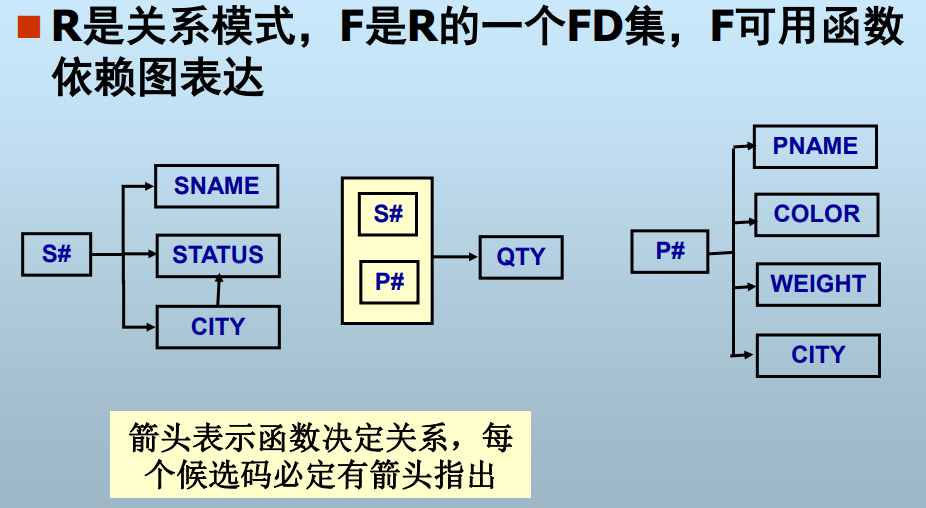 R是关系模式，F是R的一个FD集，F可用函数
依赖图表达
S#
SNAME
STATUS
CITY
S#
P#
QTY
P#
PNAME
COLOR
WEIGHT
CITY
箭头表示函数决定关系，每
个候选码必定有箭头指出